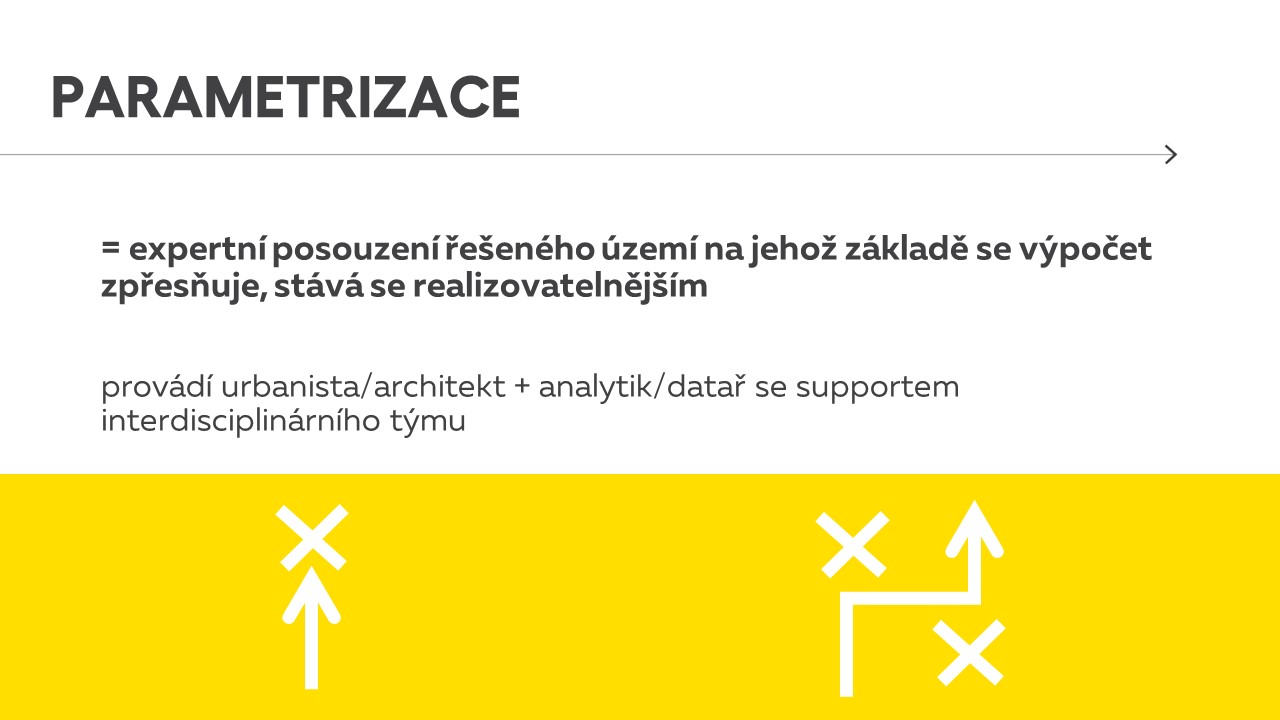 PARAMETRIZACE
= expertní posouzení řešeného území na jehož základě se výpočet
zpřesňuje, stává se realizovatelnějším
provádí urbanista/architekt + analytik/datař se supportem
interdisciplinárního týmu